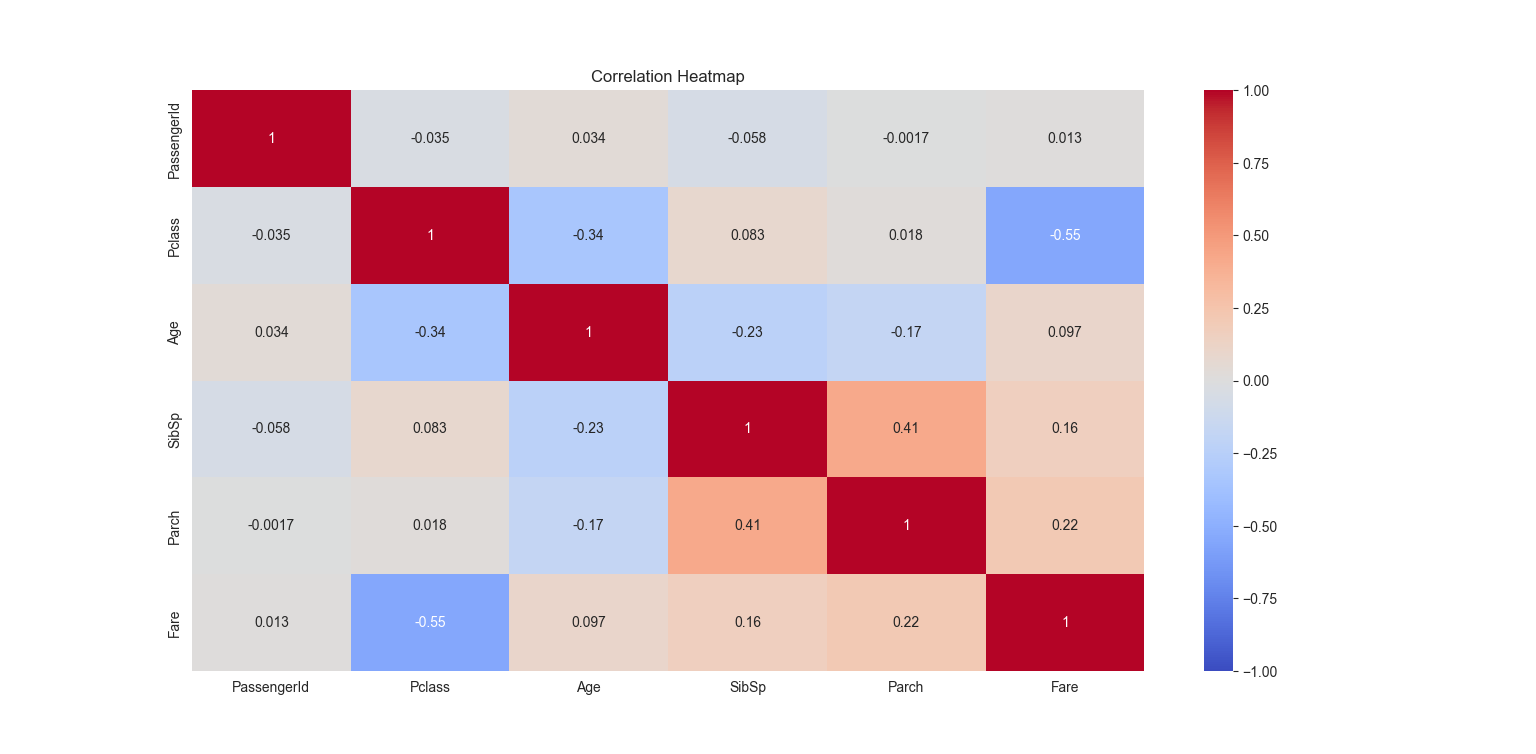 Correlation Heatmap
PassengerId 1 -0.035 0.034 -0.058 -0.0017 0.013
Pclass -0.035 1 -0.34 0.083 0.018 -0.55
Age 0.034 -0.34 1 -0.23 -0.17 0.097
SibSp -0.058 0.083 -0.23 1 0.41 0.16
Parch -0.0017 0.018 -0.17 0.41 1 0.22
Fare 0.013 -0.55 0.097 0.16 0.22 1
PassengerId Pclass Age SibSp Parch Fare
1.00
0.75
0.50
0.25
0.00
−0.25
−0.50
−0.75
−1.00